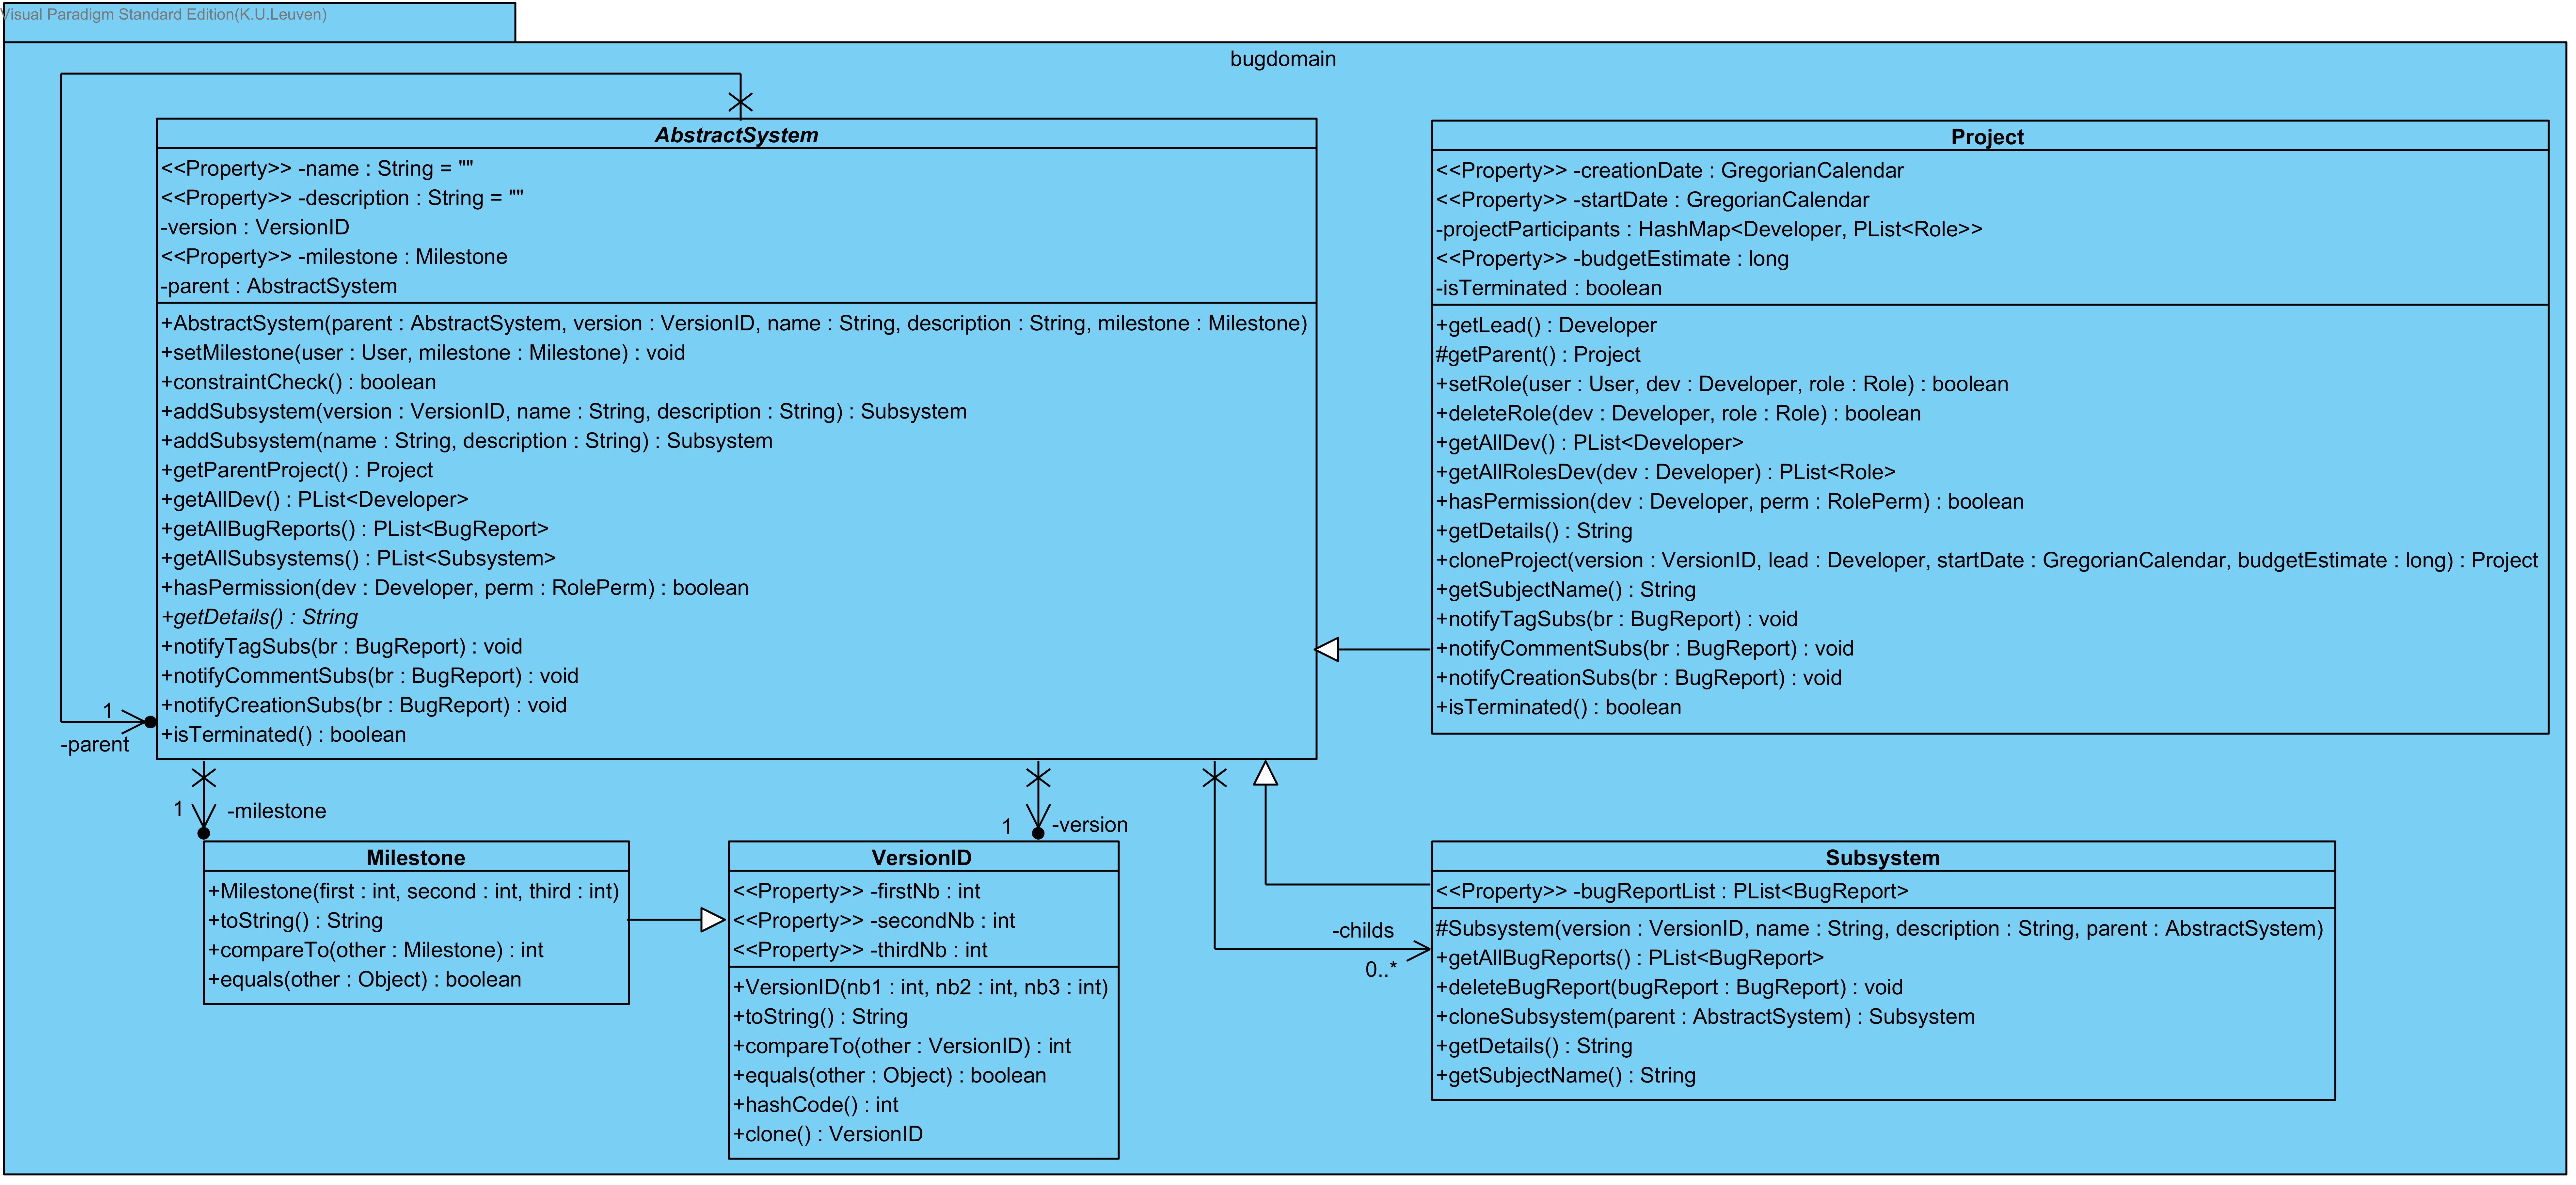 Visual Paradigm Standard Edition(K.U.Leuven)
bugdomain
AbstractSystem
<<Property>> -name : String = ""
<<Property>> -description : String = ""
-version : VersionID
<<Property>> -milestone : Milestone
-parent : AbstractSystem
+AbstractSystem(parent : AbstractSystem, version : VersionID, name : String, description : String, milestone : Milestone)
+setMilestone(user : User, milestone : Milestone) : void
+constraintCheck() : boolean
+addSubsystem(version : VersionID, name : String, description : String) : Subsystem
+addSubsystem(name : String, description : String) : Subsystem
+getParentProject() : Project
+getAllDev() : PList<Developer>
+getAllBugReports() : PList<BugReport>
+getAllSubsystems() : PList<Subsystem>
+hasPermission(dev : Developer, perm : RolePerm) : boolean
+getDetails() : String
+notifyTagSubs(br : BugReport) : void
+notifyCommentSubs(br : BugReport) : void
+notifyCreationSubs(br : BugReport) : void
+isTerminated() : boolean
1
-parent
Project
<<Property>> -creationDate : GregorianCalendar
<<Property>> -startDate : GregorianCalendar
-projectParticipants : HashMap<Developer, PList<Role>>
<<Property>> -budgetEstimate : long
-isTerminated : boolean
+getLead() : Developer
#getParent() : Project
+setRole(user : User, dev : Developer, role : Role) : boolean
+deleteRole(dev : Developer, role : Role) : boolean
+getAllDev() : PList<Developer>
+getAllRolesDev(dev : Developer) : PList<Role>
+hasPermission(dev : Developer, perm : RolePerm) : boolean
+getDetails() : String
+cloneProject(version : VersionID, lead : Developer, startDate : GregorianCalendar, budgetEstimate : long) : Project
+getSubjectName() : String
+notifyTagSubs(br : BugReport) : void
+notifyCommentSubs(br : BugReport) : void
+notifyCreationSubs(br : BugReport) : void
+isTerminated() : boolean
1
-milestone
Milestone
+Milestone(first : int, second : int, third : int)
+toString() : String
+compareTo(other : Milestone) : int
+equals(other : Object) : boolean
1
-version
VersionID
<<Property>> -firstNb : int
<<Property>> -secondNb : int
<<Property>> -thirdNb : int
+VersionID(nb1 : int, nb2 : int, nb3 : int)
+toString() : String
+compareTo(other : VersionID) : int
+equals(other : Object) : boolean
+hashCode() : int
+clone() : VersionID
-childs
0..*
Subsystem
<<Property>> -bugReportList : PList<BugReport>
#Subsystem(version : VersionID, name : String, description : String, parent : AbstractSystem)
+getAllBugReports() : PList<BugReport>
+deleteBugReport(bugReport : BugReport) : void
+cloneSubsystem(parent : AbstractSystem) : Subsystem
+getDetails() : String
+getSubjectName() : String